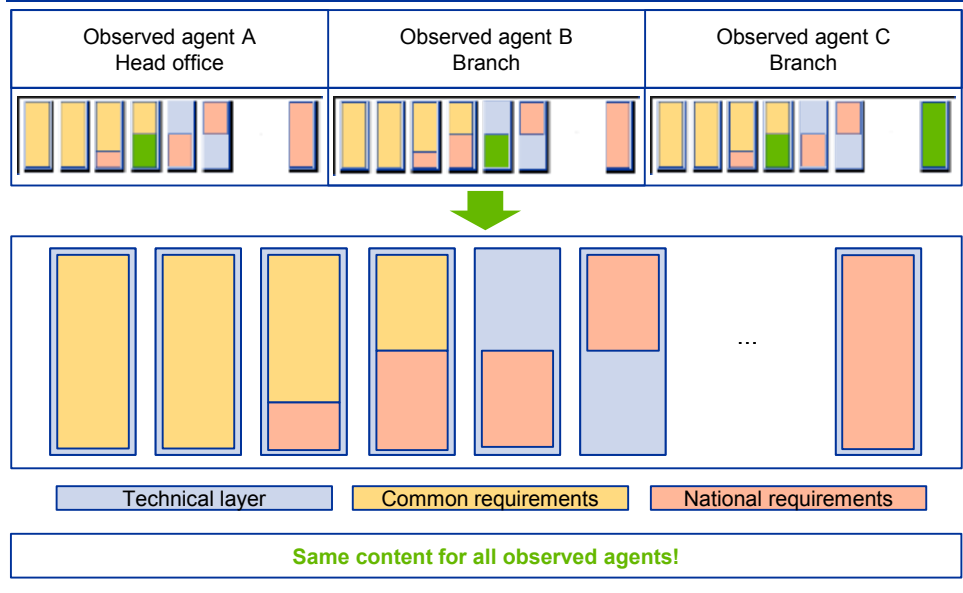 Observed agent A
Head office
Observed agent B
Branch
Observed agent C
Branch
...
Technical layer
Common requirements
National requirements
Same content for all observed agents!